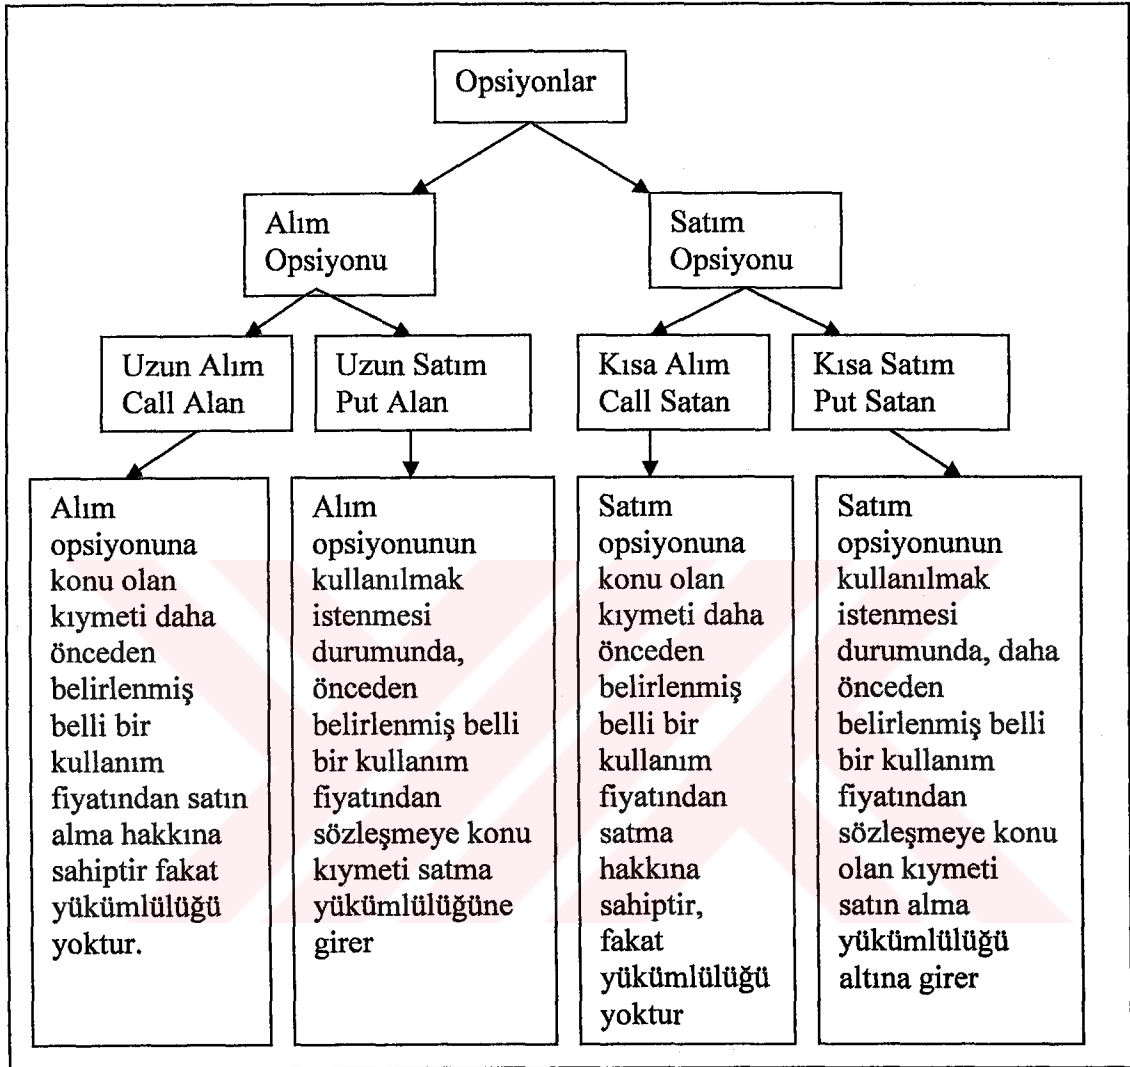 Opsiyonlar
Alım
Opsiyonu
Satım
Opsiyonu
Uzun Alım
Call Alan
Uzun Satım
Put Alan
Kısa Alım
Call Satan
Kısa Satım
Put Satan
Alım
opsiyonuna
konu olan
kıymeti daha
önceden
belirlenmiş
belli bir
kullanım
fiyatından satın
alma hakkına
sahiptir fakat
yükümlülüğü
yoktur.
Alım
opsiyonunun
kullanılmak
istenmesi
durumunda,
önceden
belirlenmiş belli
bir kullanım
fiyatından
sözleşmeye konu
kıymeti satma
yükümlülüğüne
girer
Satım
opsiyonuna
konu olan
kıymeti daha
önceden
belirlenmiş
belli bir
kullanım
fiyatından
satma
hakkına
sahiptir,
fakat
yükümlülüğü
yoktur
Satım
opsiyonunun
kullanılmak
istenmesi
durumunda, daha
önceden
belirlenmiş belli
bir kullanım
fiyatından
sözleşmeye konu
olan kıymeti
satın alma
yükümlülüğü
altına girer